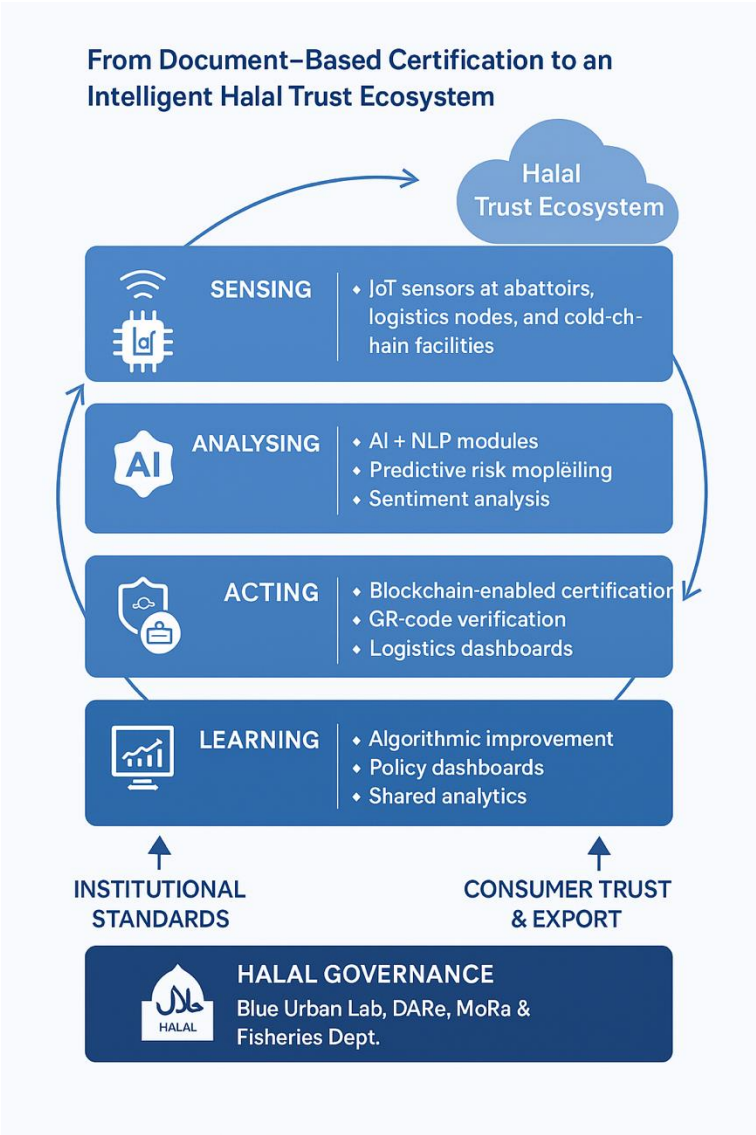 From Document–Based Certification to an
Intelligent Halal Trust Ecosystem
Halal
Trust Ecosystem
SENSING
⬥ JoT sensors at abattoirs,
logistics nodes, and cold-ch-
hain facilities
AI
ANALYSING
⬥ AI + NLP modules
⬥ Predictive risk moplëiling
⬥ Sentiment analysis
ACTING
⬥ Blockchain-enabled certification
⬥ GR-code verification
⬥ Logistics dashboards
LEARNING
⬥ Algorithmic improvement
⬥ Policy dashboards
⬥ Shared analytics
INSTITUTIONAL
STANDARDS
CONSUMER TRUST
& EXPORT
حلال
HALAL
HALAL GOVERNANCE
Blue Urban Lab, DARe, MoRa &
Fisheries Dept.